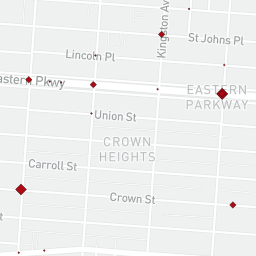 Kingston Av
St Johns Pl
Lincoln Pl
astern Pkwy
EASTERN
PARKWAY
Union St
CROWN
HEIGHTS
Carroll St
Crown St
t